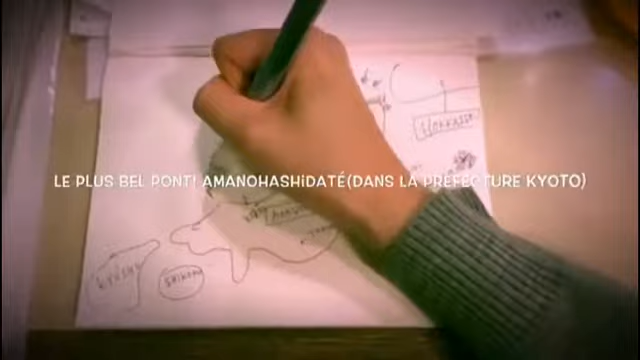 HOKKAIDO
LE PLUS BEL PONT! AMANOHASHiDATÉ(DANS LA PRÉFECTURE KYOTO)
KYUSHU
SHIKOKU